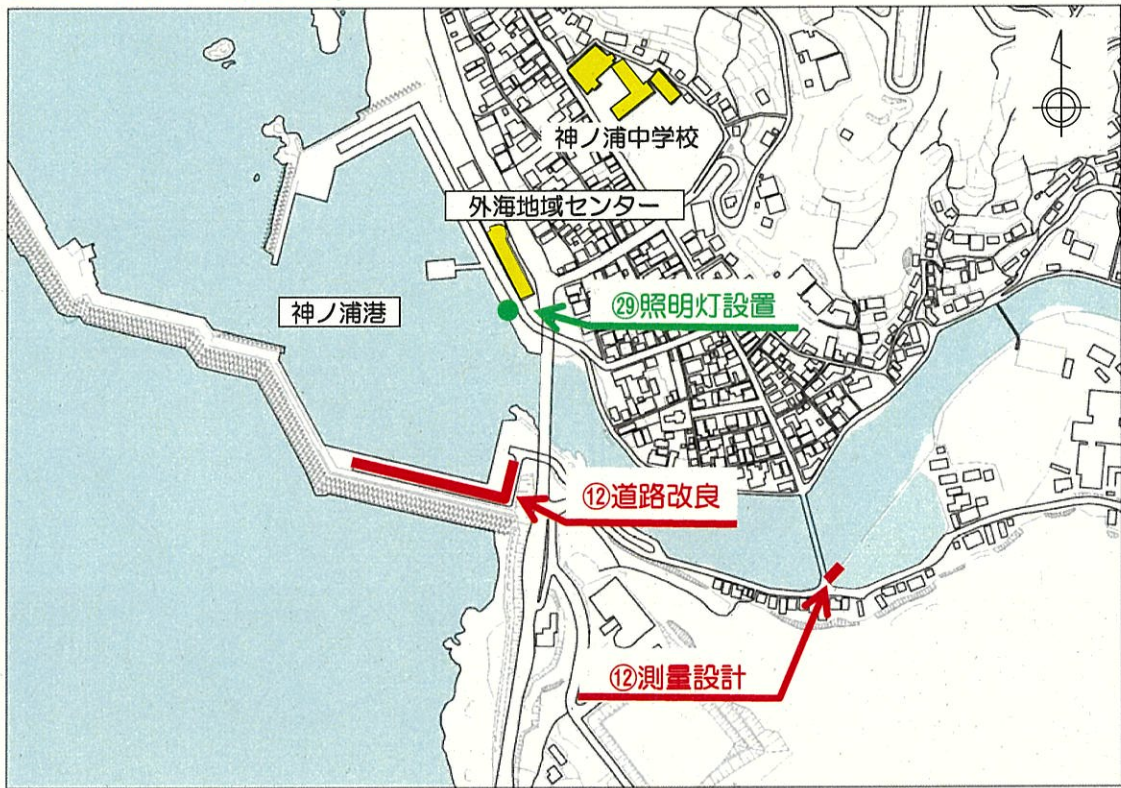 神ノ浦中学校
外海地域センター
㉙照明灯設置
神ノ浦港
⑫道路改良
⑫測量設計